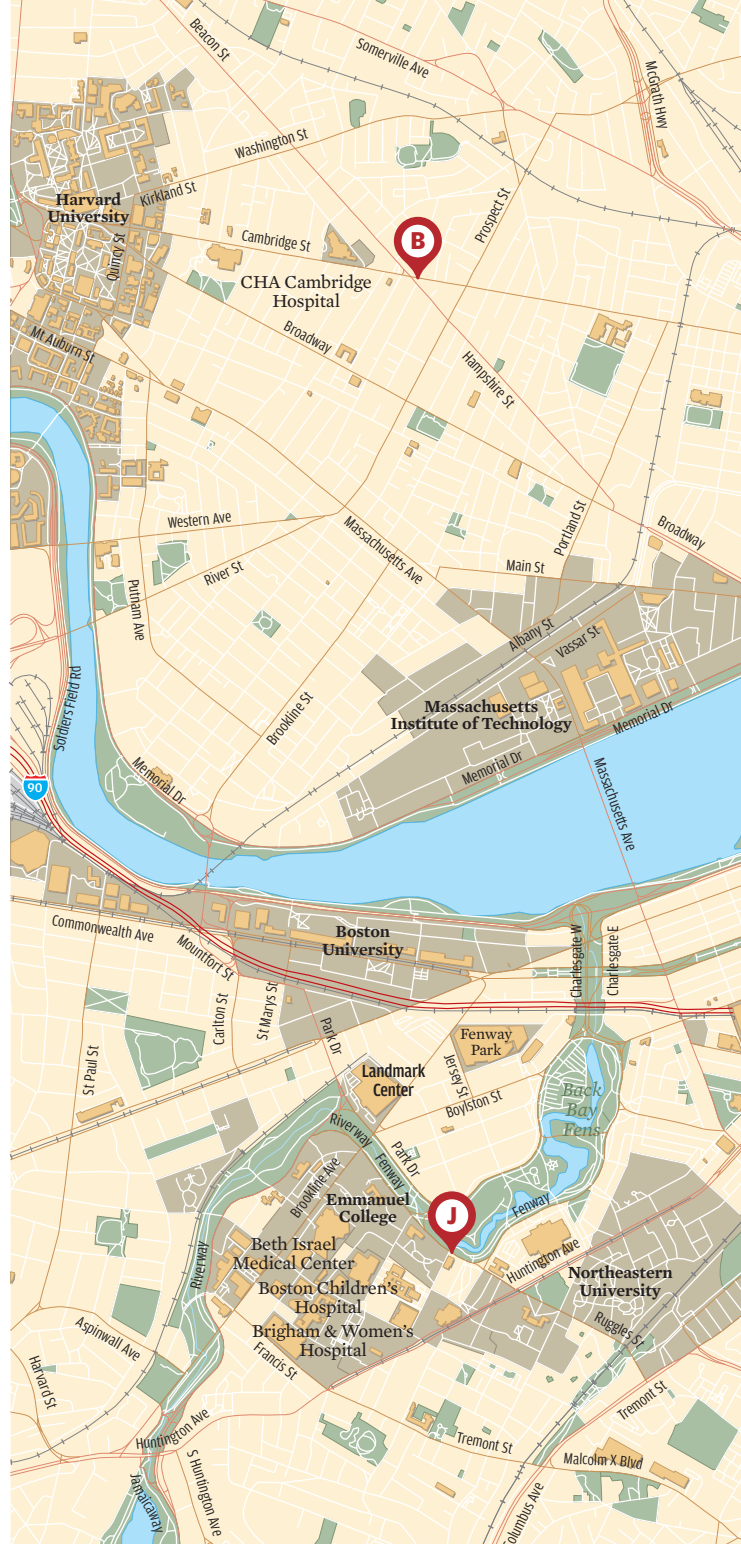 Beacon St
Somerville Ave
McGrath Hwy
Washington St
Kirkland St
Harvard
University
Quincy St
Prospect St
Cambridge St
B
CHA Cambridge
Hospital
Broadway
Mt Auburn St
Hampshire St
Western Ave
Massachusetts Ave
Portland St
Broadway
River St
Main St
Putnam Ave
Albany St
Vassar St
Soldiers Field Rd
Brookline St
Massachusetts
Institute of Technology
Memorial Dr
Memorial Dr
Memorial Dr
90
Massachusetts Ave
Commonwealth Ave
Mountfort St
Boston
University
Charlesgate W
Charlesgate E
Carlton St
St Marys St
Park Dr
St Paul St
Fenway
Park
Jersey St
Landmark
Center
Boylston St
Back
Bay
Fens
Riverway
Fenway
Park Dr
Brookline Ave
Emmanuel
College
J
Fenway
Beth Israel
Medical Center
Huntington Ave
Riverway
Boston Children's
Hospital
Northeastern
University
Brigham & Women's
Hospital
Ruggles St
Aspinwall Ave
Francis St
Harvard St
Huntington Ave
Tremont St
Tremont St
S Huntington Ave
Malcolm X Blvd
Jamaicaway
olumbus Ave